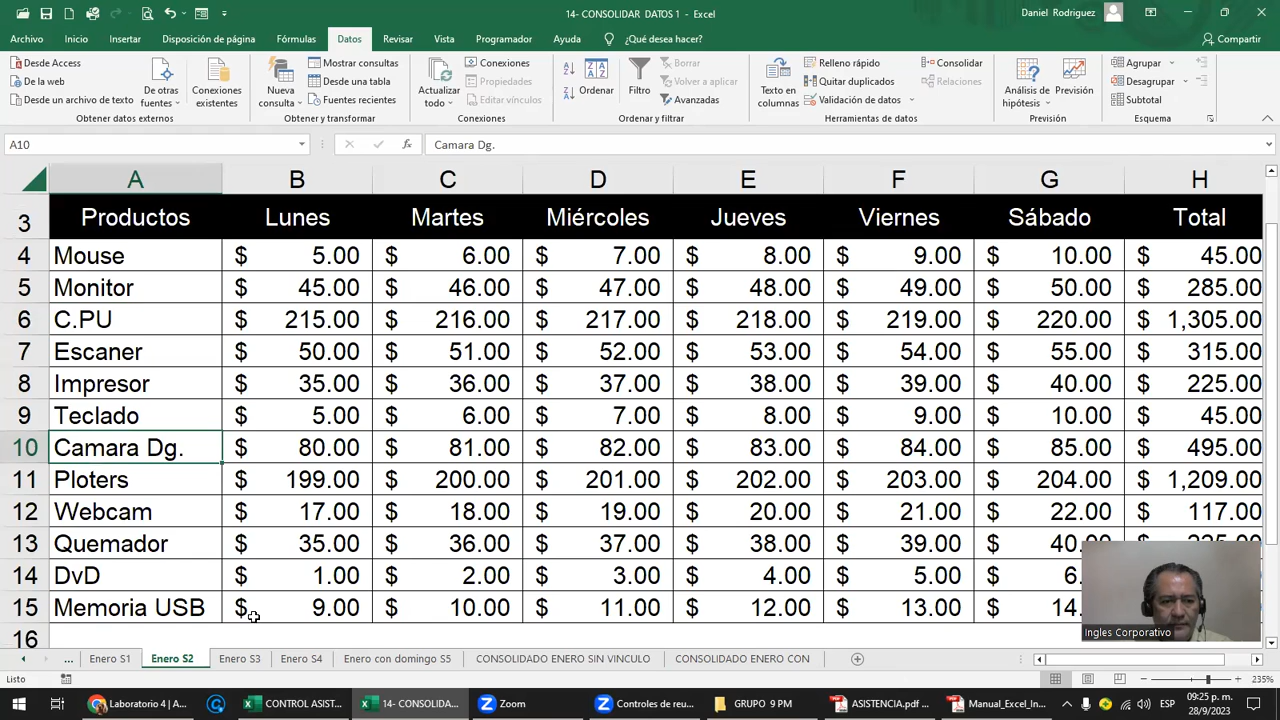 14- CONSOLIDAR DATOS 1 - Excel
Daniel Rodriguez
Archivo Inicio Insertar Disposición de página Fórmulas Datos Revisar Vista Programador Ayuda ¿Qué desea hacer? Compartir
Desde Access
De la web
Desde un archivo de texto
De otras fuentes
Conexiones existentes
Obtener datos externos
Nueva consulta
Mostrar consultas
Desde una tabla
Fuentes recientes
Obtener y transformar
Actualizar todo
Conexiones
Propiedades
Editar vínculos
Conexiones
Ordenar
Filtro
Borrar
Volver a aplicar
Avanzadas
Ordenar y filtrar
Texto en columnas
Relleno rápido
Quitar duplicados
Validación de datos
Consolidar
Relaciones
Herramientas de datos
Análisis de hipótesis
Previsión
Previsión
Agrupar
Desagrupar
Subtotal
Esquema
A10 fx Camara Dg.
A B C D E F G H
3 Productos Lunes Martes Miércoles Jueves Viernes Sábado Total
4 Mouse $ 5.00 $ 6.00 $ 7.00 $ 8.00 $ 9.00 $ 10.00 $ 45.00
5 Monitor $ 45.00 $ 46.00 $ 47.00 $ 48.00 $ 49.00 $ 50.00 $ 285.00
6 C.PU $ 215.00 $ 216.00 $ 217.00 $ 218.00 $ 219.00 $ 220.00 $ 1,305.00
7 Escaner $ 50.00 $ 51.00 $ 52.00 $ 53.00 $ 54.00 $ 55.00 $ 315.00
8 Impresor $ 35.00 $ 36.00 $ 37.00 $ 38.00 $ 39.00 $ 40.00 $ 225.00
9 Teclado $ 5.00 $ 6.00 $ 7.00 $ 8.00 $ 9.00 $ 10.00 $ 45.00
10 Camara Dg. $ 80.00 $ 81.00 $ 82.00 $ 83.00 $ 84.00 $ 85.00 $ 495.00
11 Ploters $ 199.00 $ 200.00 $ 201.00 $ 202.00 $ 203.00 $ 204.00 $ 1,209.00
12 Webcam $ 17.00 $ 18.00 $ 19.00 $ 20.00 $ 21.00 $ 22.00 $ 117.00
13 Quemador $ 35.00 $ 36.00 $ 37.00 $ 38.00 $ 39.00 $
14 DvD $ 1.00 $ 2.00 $ 3.00 $ 4.00 $ 5.00 $ 6.
15 Memoria USB $ 9.00 $ 10.00 $ 11.00 $ 12.00 $ 13.00 $ 14.
16
Ingles Corporativo
... Enero S1 Enero S2 Enero S3 Enero S4 Enero con domingo S5 CONSOLIDADO ENERO SIN VINCULO CONSOLIDADO ENERO CON
Listo 235%
Laboratorio 4 | A... CONTROL ASIST... 14- CONSOLIDA... Zoom Controles de reu... GRUPO 9 PM ASISTENCIA.pdf ... Manual_Excel_In... ESP 09:25 p. m.
28/9/2023